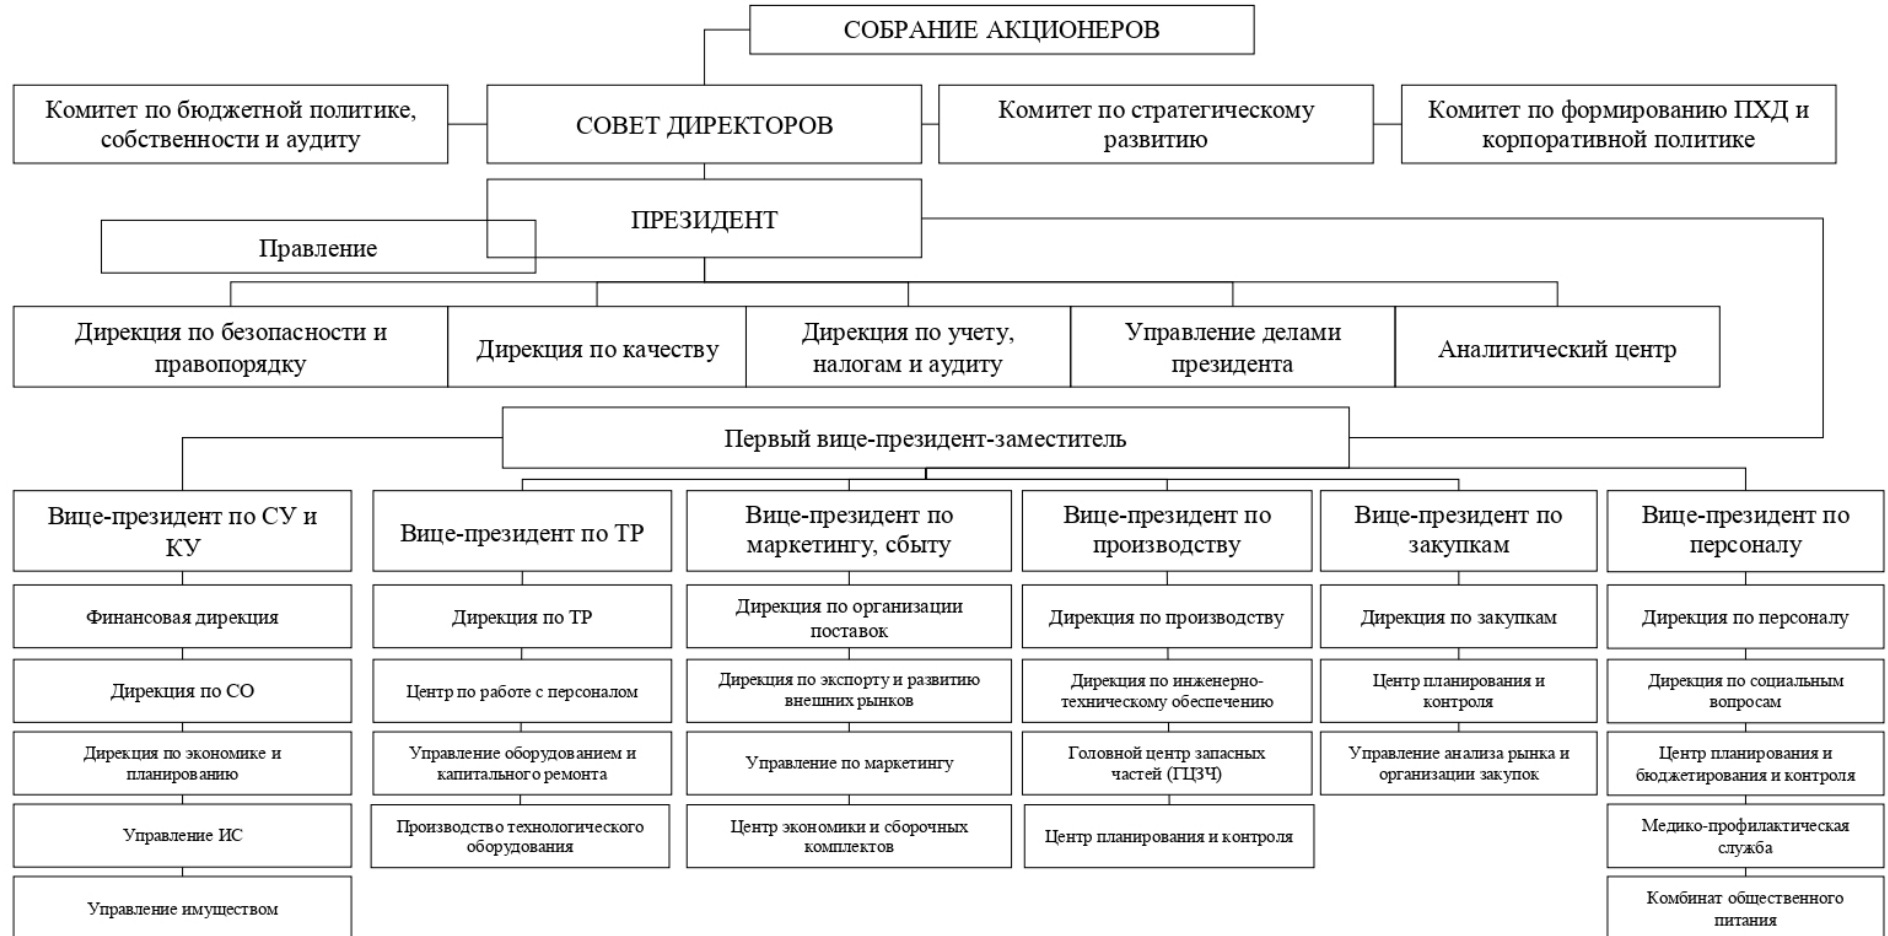 СОБРАНИЕ АКЦИОНЕРОВ
Комитет по бюджетной политике,
собственности и аудиту
СОВЕТ ДИРЕКТОРОВ
Комитет по стратегическому
развитию
Комитет по формированию ПХД и
корпоративной политике
ПРЕЗИДЕНТ
Правление
Дирекция по безопасности и
правопорядку
Дирекция по качеству
Дирекция по учету,
налогам и аудиту
Управление делами
президента
Аналитический центр
Первый вице-президент-заместитель
Вице-президент по СУ и
КУ
Финансовая дирекция
Дирекция по СО
Дирекция по экономике и
планированию
Управление ИС
Управление имуществом
Вице-президент по ТР
Дирекция по ТР
Центр по работе с персоналом
Управление оборудованием и
капитального ремонта
Производство технологического
оборудования
Вице-президент по
маркетингу, сбыту
Дирекция по организации
поставок
Дирекция по экспорту и развитию
внешних рынков
Управление по маркетингу
Центр экономики и сборочных
комплектов
Вице-президент по
производству
Дирекция по производству
Дирекция по инженерно-
техническому обеспечению
Головной центр запасных
частей (ГЦЗЧ)
Центр планирования и контроля
Вице-президент по
закупкам
Дирекция по закупкам
Центр планирования и
контроля
Управление анализа рынка и
организации закупок
Вице-президент по
персоналу
Дирекция по персоналу
Дирекция по социальным
вопросам
Центр планирования и
бюджетирования и контроля
Медико-профилактическая
служба
Комбинат общественного
питания